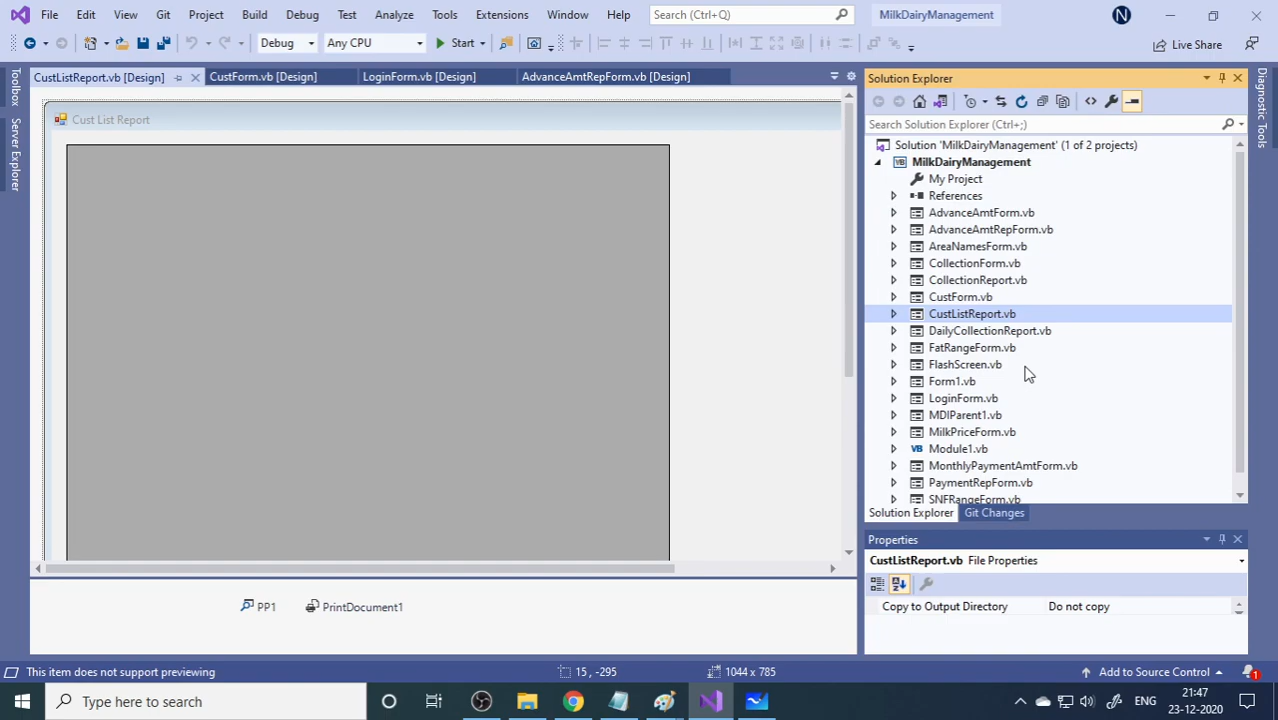 File Edit View Git Project Build Debug Test Analyze Tools Extensions Window Help Search (Ctrl+Q) MilkDairyManagement N
Debug Any CPU Start Live Share
CustListReport.vb [Design] CustForm.vb [Design] LoginForm.vb [Design] AdvanceAmtRepForm.vb [Design]
Toolbox
Server Explorer
Cust List Report
PP1 PrintDocument1
Solution Explorer
Search Solution Explorer (Ctrl+;)
Solution 'MilkDairyManagement' (1 of 2 projects)
VB MilkDairyManagement
My Project
References
AdvanceAmtForm.vb
AdvanceAmtRepForm.vb
AreaNamesForm.vb
CollectionForm.vb
CollectionReport.vb
CustForm.vb
CustListReport.vb
DailyCollectionReport.vb
FatRangeForm.vb
FlashScreen.vb
Form1.vb
LoginForm.vb
MDIParent1.vb
MilkPriceForm.vb
VB Module1.vb
MonthlyPaymentAmtForm.vb
PaymentRepForm.vb
SNFRangeForm.vb
Solution Explorer Git Changes
Properties
CustListReport.vb File Properties
Copy to Output Directory Do not copy
Diagnostic Tools
This item does not support previewing 15 , -295 1044 x 785 Add to Source Control 1
Type here to search ENG 21:47
23-12-2020